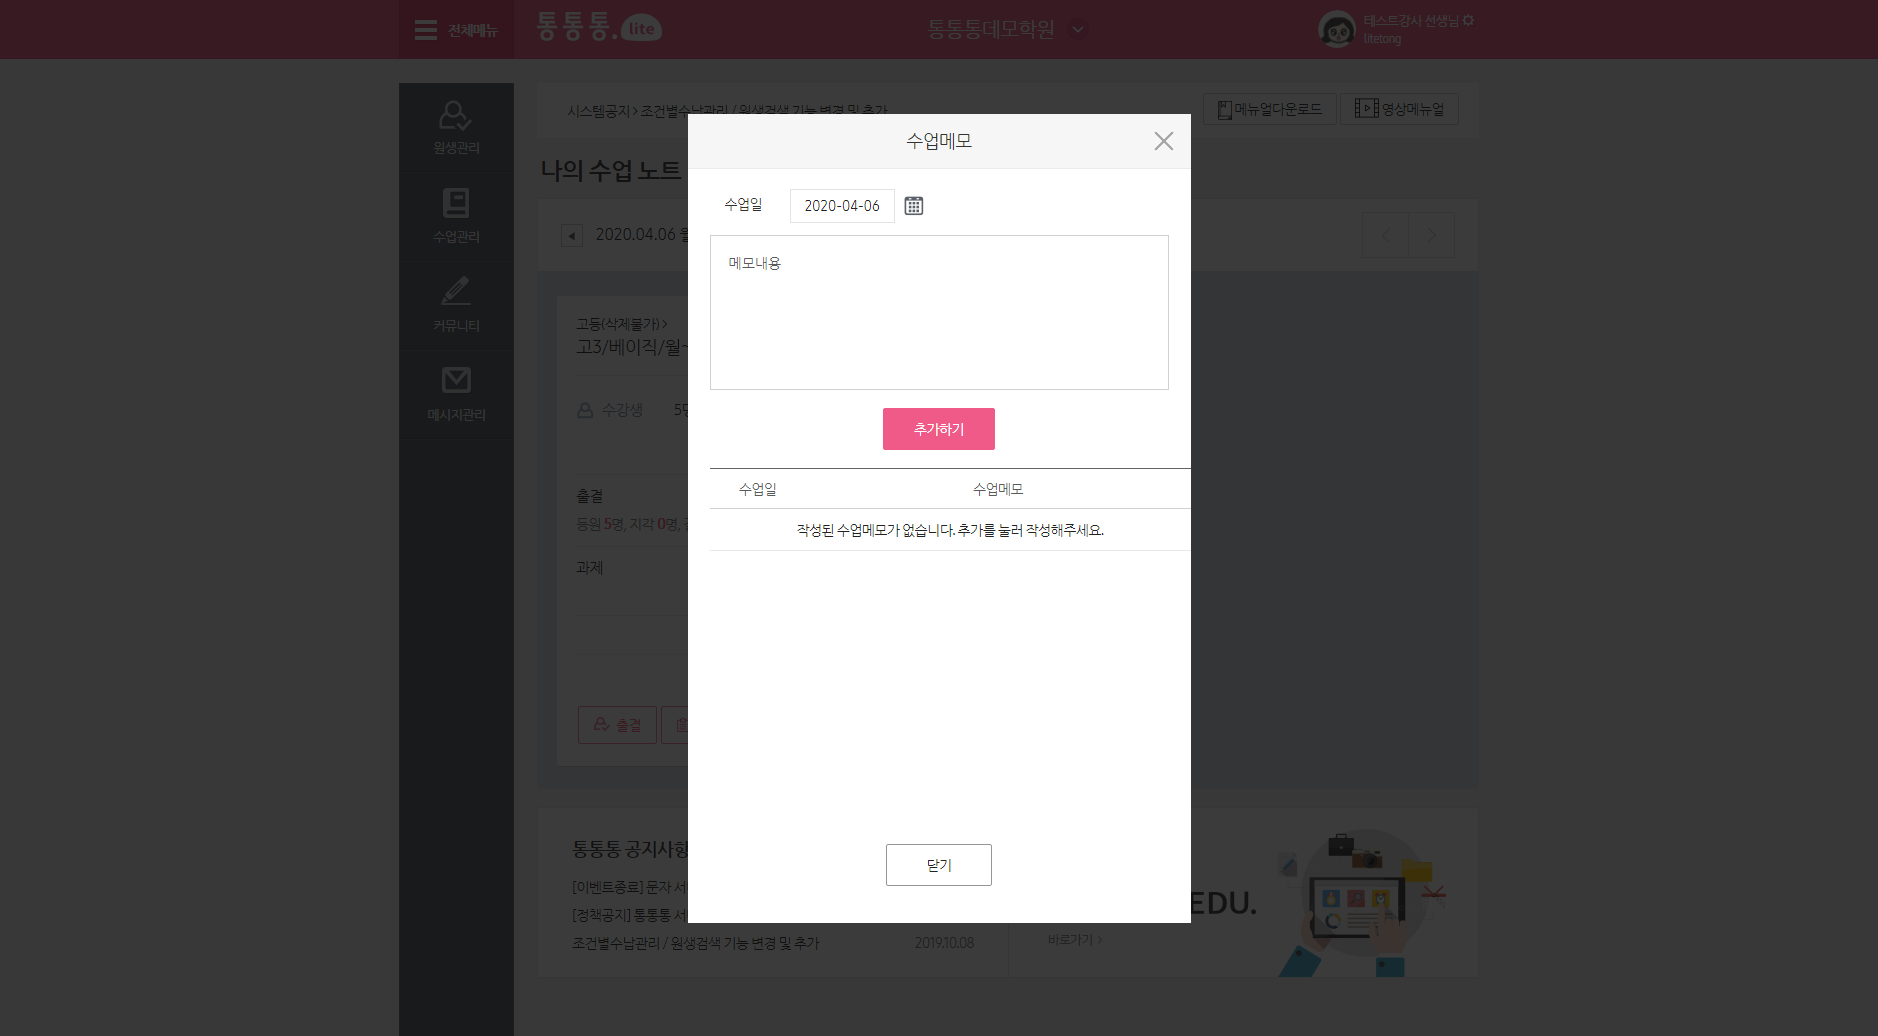 전체메뉴
통통통.lite
통통통데모학원
테스트강사 선생님
litetong
원생관리
수업관리
커뮤니티
메시지관리
시스템공지 > 조건별수납관리 / 원생검색 기능 변경 및 추가
메뉴얼다운로드
영상메뉴얼
나의 수업 노트
2020.04.06
고등(삭제불가) >
고3/베이직/월~
수강생
출결
등원 5명, 지각 0명,
과제
출결
수업메모
수업일
2020-04-06
메모내용
추가하기
수업일 수업메모
작성된 수업메모가 없습니다. 추가를 눌러 작성해주세요.
닫기
통통통 공지사항
[이벤트종료] 문자
[정책공지] 통통통
조건별수납관리 / 원생검색 기능 변경 및 추가 2019.10.08
EDU.
바로가기 >